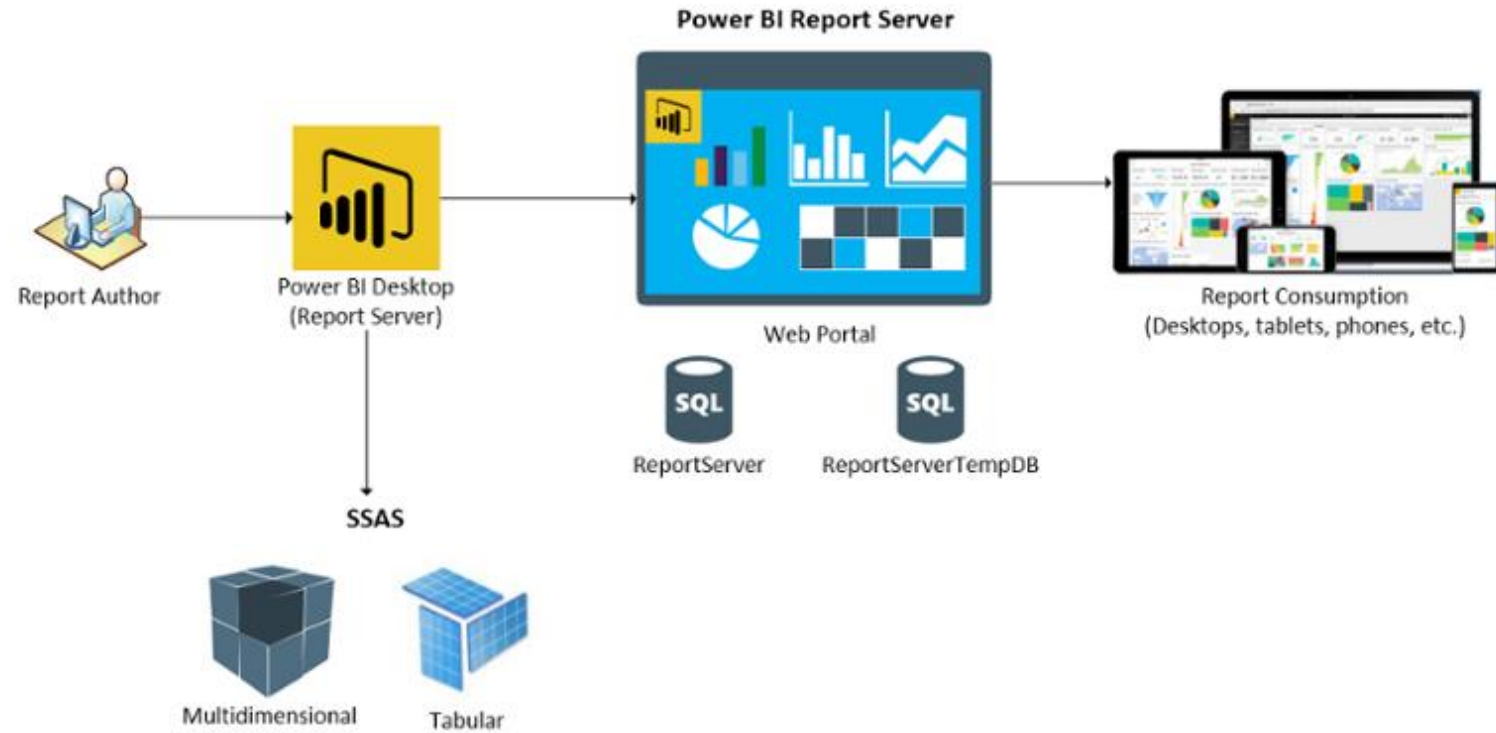 Power BI Report Server
Report Author
Power BI Desktop
(Report Server)
Web Portal
Report Consumption
(Desktops, tablets, phones, etc.)
SQL
SQL
ReportServer
ReportServerTempDB
SSAS
Multidimensional
Tabular